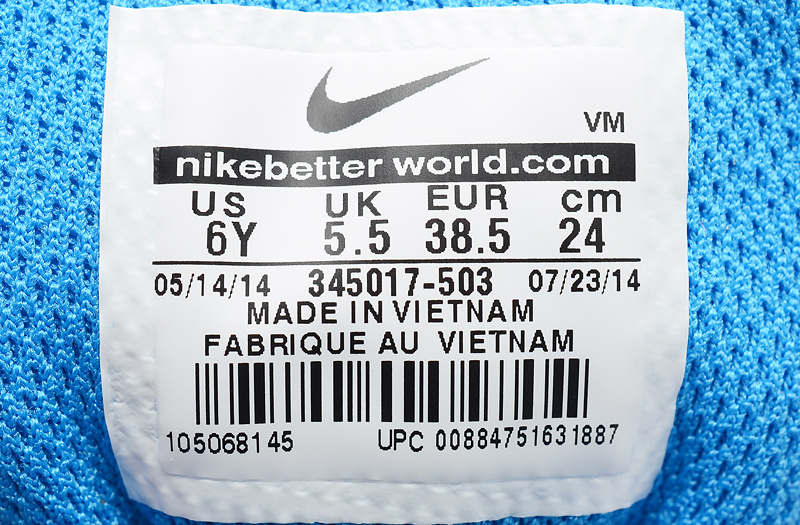 VM
nikebetter world.com
US UK EUR cm
6Y 5.5 38.5 24
05/14/14 345017-503 07/23/14
MADE IN VIETNAM
FABRIQUE AU VIETNAM
105068145 UPC 00884751631887